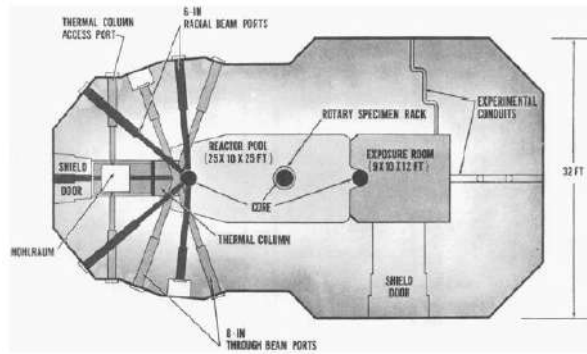 THERMAL COLUMN
ACCESS PORT
6-IN
RADIAL BEAM PORTS
REACTOR POOL
(25 X 10 X 25 FT)
ROTARY SPECIMEN RACK
EXPERIMENTAL
CONDUITS
EXPOSURE ROOM
(9 X 10 X 12 FT)
SHIELD
DOOR
32 FT
CORE
THERMAL COLUMN
HOHLRAUM
SHIELD
DOOR
8-IN
THROUGH BEAM PORTS